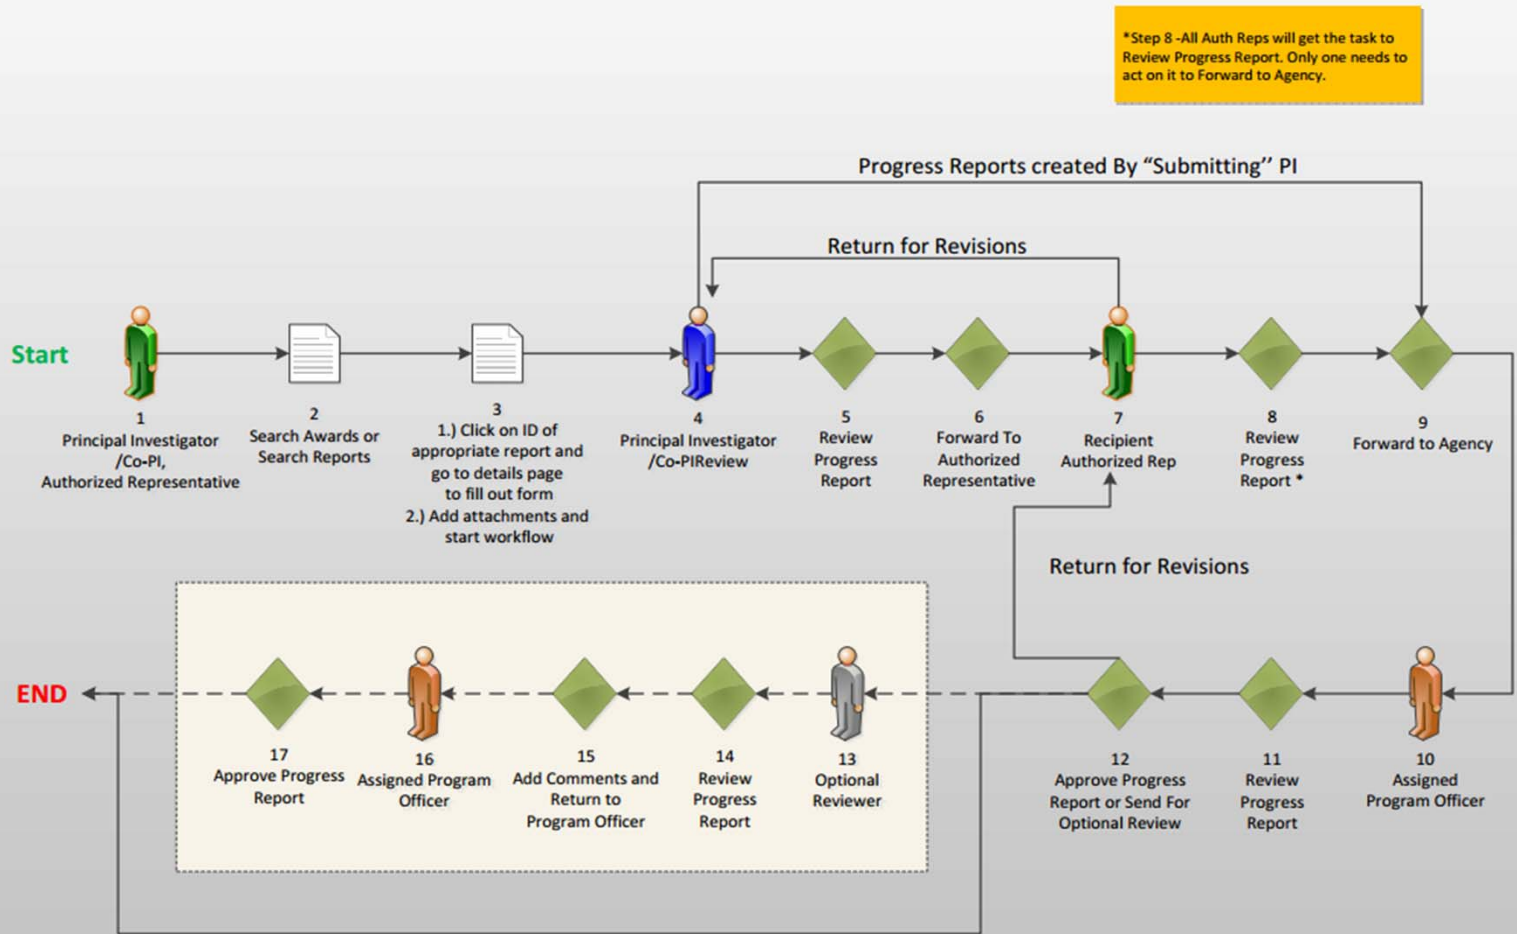 *Step 8 -All Auth Reps will get the task to
Review Progress Report. Only one needs to
act on it to Forward to Agency.
Progress Reports created By “Submitting’’ PI
Return for Revisions
Start
1
Principal Investigator
/Co-PI,
Authorized Representative
2
Search Awards or
Search Reports
3
1.) Click on ID of
appropriate report and
go to details page
to fill out form
2.) Add attachments and
start workflow
4
Principal Investigator
/Co-PIReview
5
Review
Progress
Report
6
Forward To
Authorized
Representative
7
Recipient
Authorized Rep
8
Review
Progress
Report *
9
Forward to Agency
Return for Revisions
END
17
Approve Progress
Report
16
Assigned Program
Officer
15
Add Comments and
Return to
Program Officer
14
Review
Progress
Report
13
Optional
Reviewer
12
Approve Progress
Report or Send For
Optional Review
11
Review
Progress
Report
10
Assigned
Program Officer